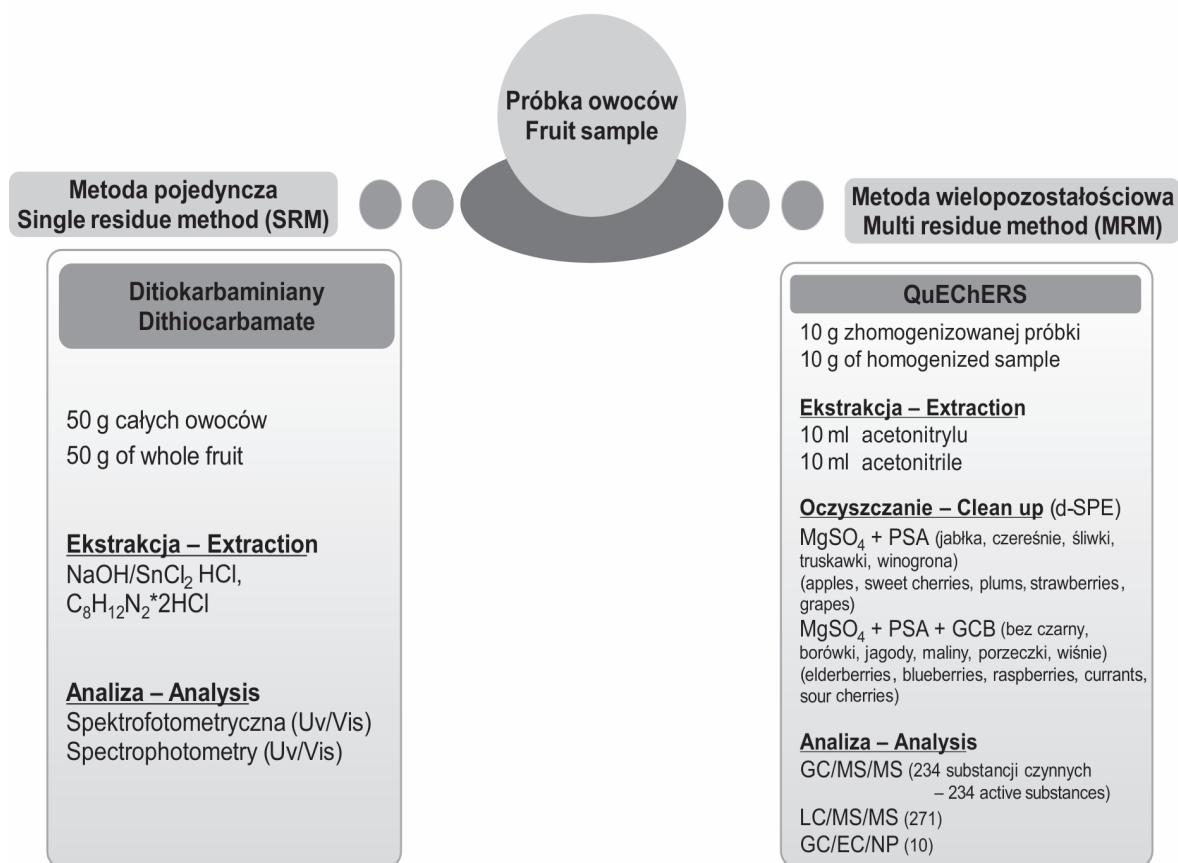 Próbka owoców
Fruit sample
Metoda pojedyncza
Single residue method (SRM)
Metoda wielopozostałościowa
Multi residue method (MRM)
Ditiokarbaminiany
Dithiocarbamate
50 g całych owoców
50 g of whole fruit
Ekstrakcja – Extraction
NaOH/SnCl₂ HCl,
C₈H₁₂N₂*2HCl
Analiza – Analysis
Spektrofotometryczna (Uv/Vis)
Spectrophotometry (Uv/Vis)
QuEChERS
10 g zhomogenizowanej próbki
10 g of homogenized sample
Ekstrakcja – Extraction
10 ml acetonitrylu
10 ml acetonitrile
Oczyszczanie – Clean up (d-SPE)
MgSO₄ + PSA (jabłka, czereśnie, śliwki,
truskawki, winogrona)
(apples, sweet cherries, plums, strawberries,
grapes)
MgSO₄ + PSA + GCB (bez czarny,
borówki, jagody, maliny, porzeczki, wiśnie)
(elderberries, blueberries, raspberries, currants,
sour cherries)
Analiza – Analysis
GC/MS/MS (234 substancji czynnych
– 234 active substances)
LC/MS/MS (271)
GC/EC/NP (10)